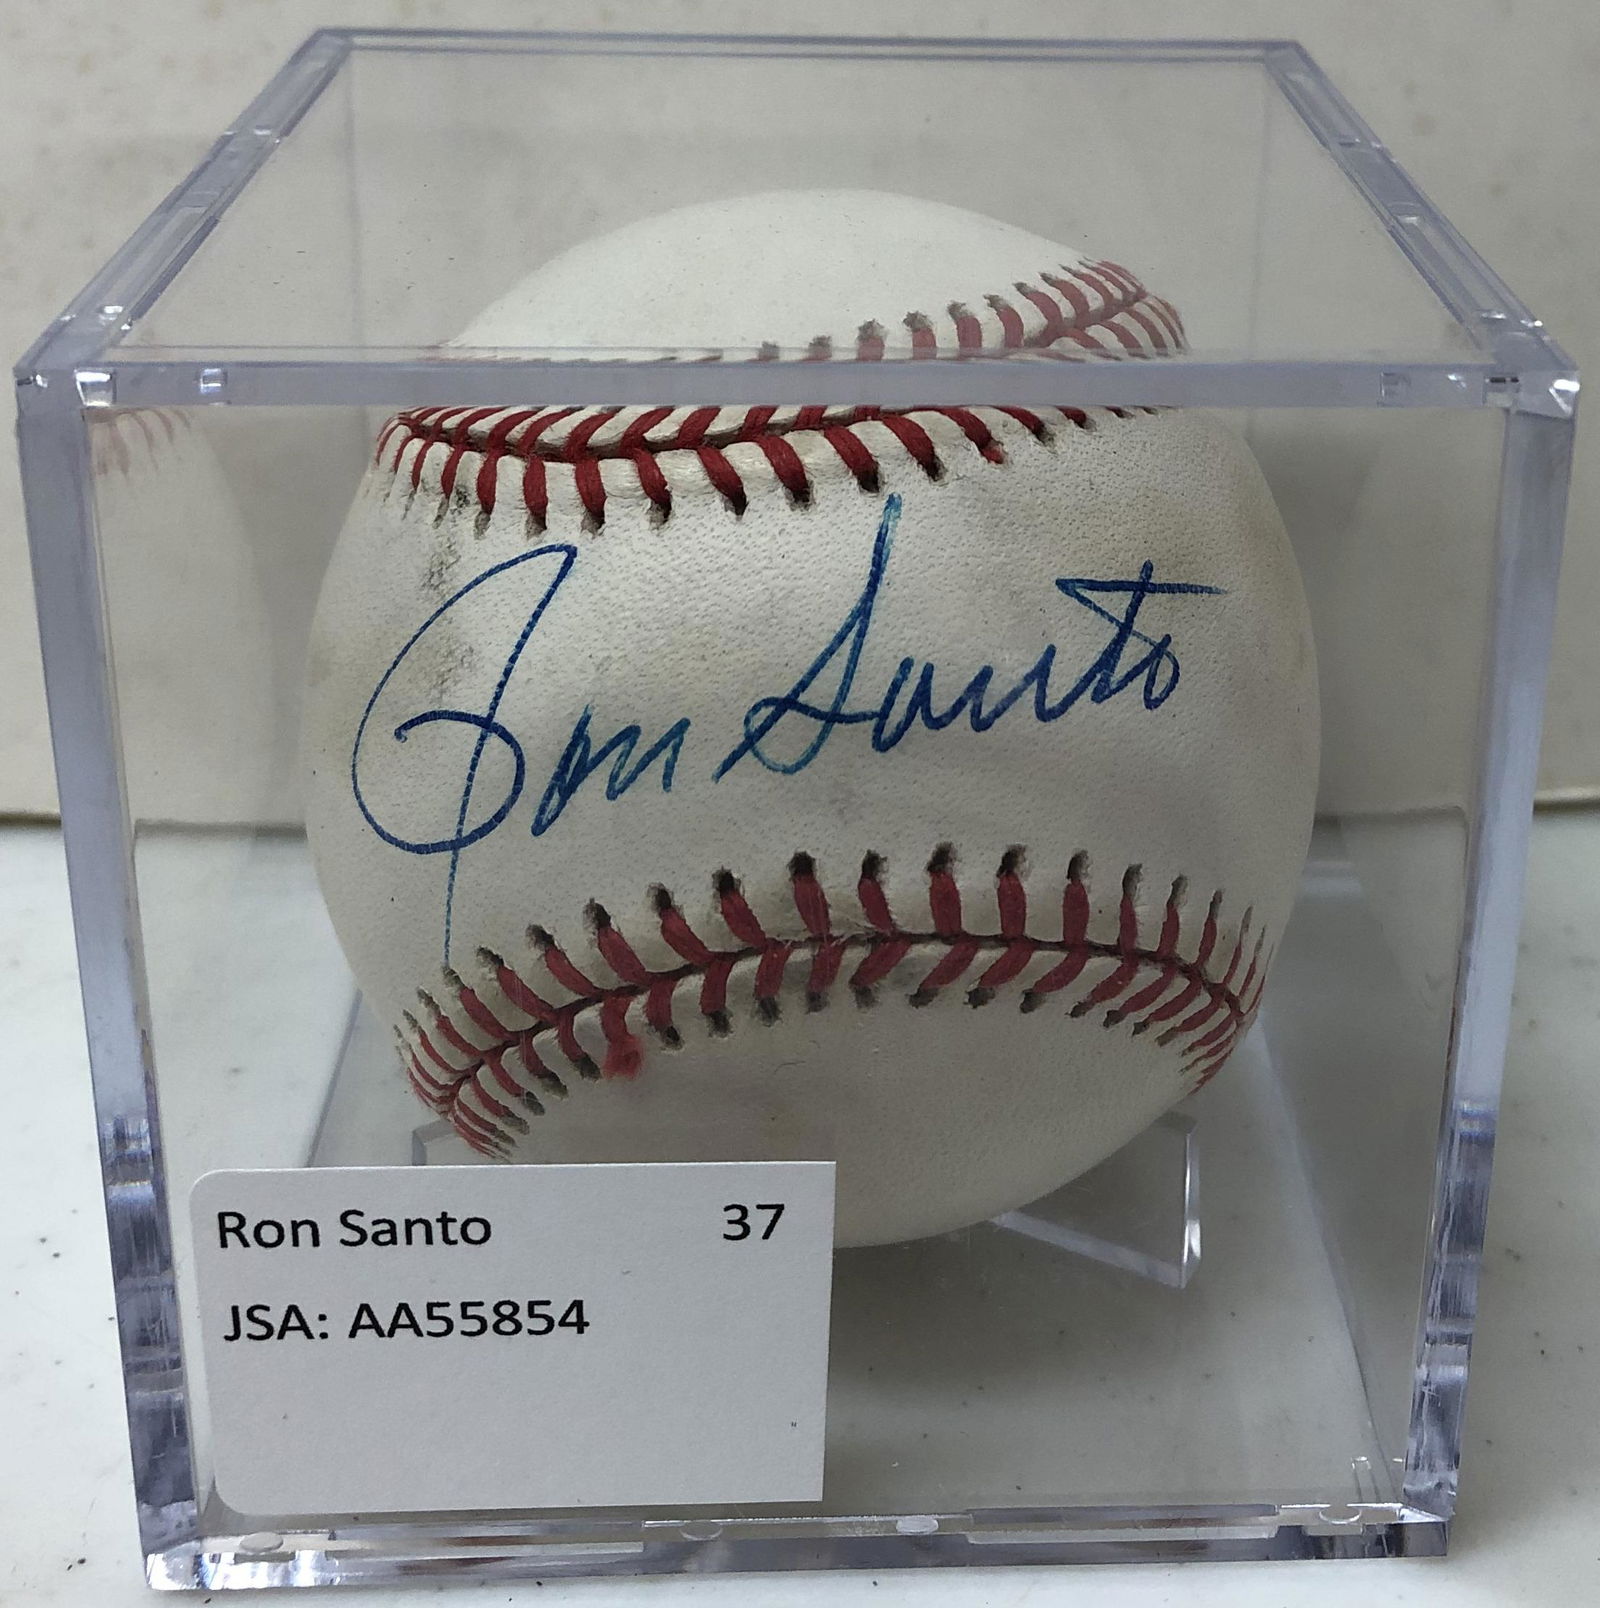 Ron Santo
Ron Santo 37
JSA: AA55854